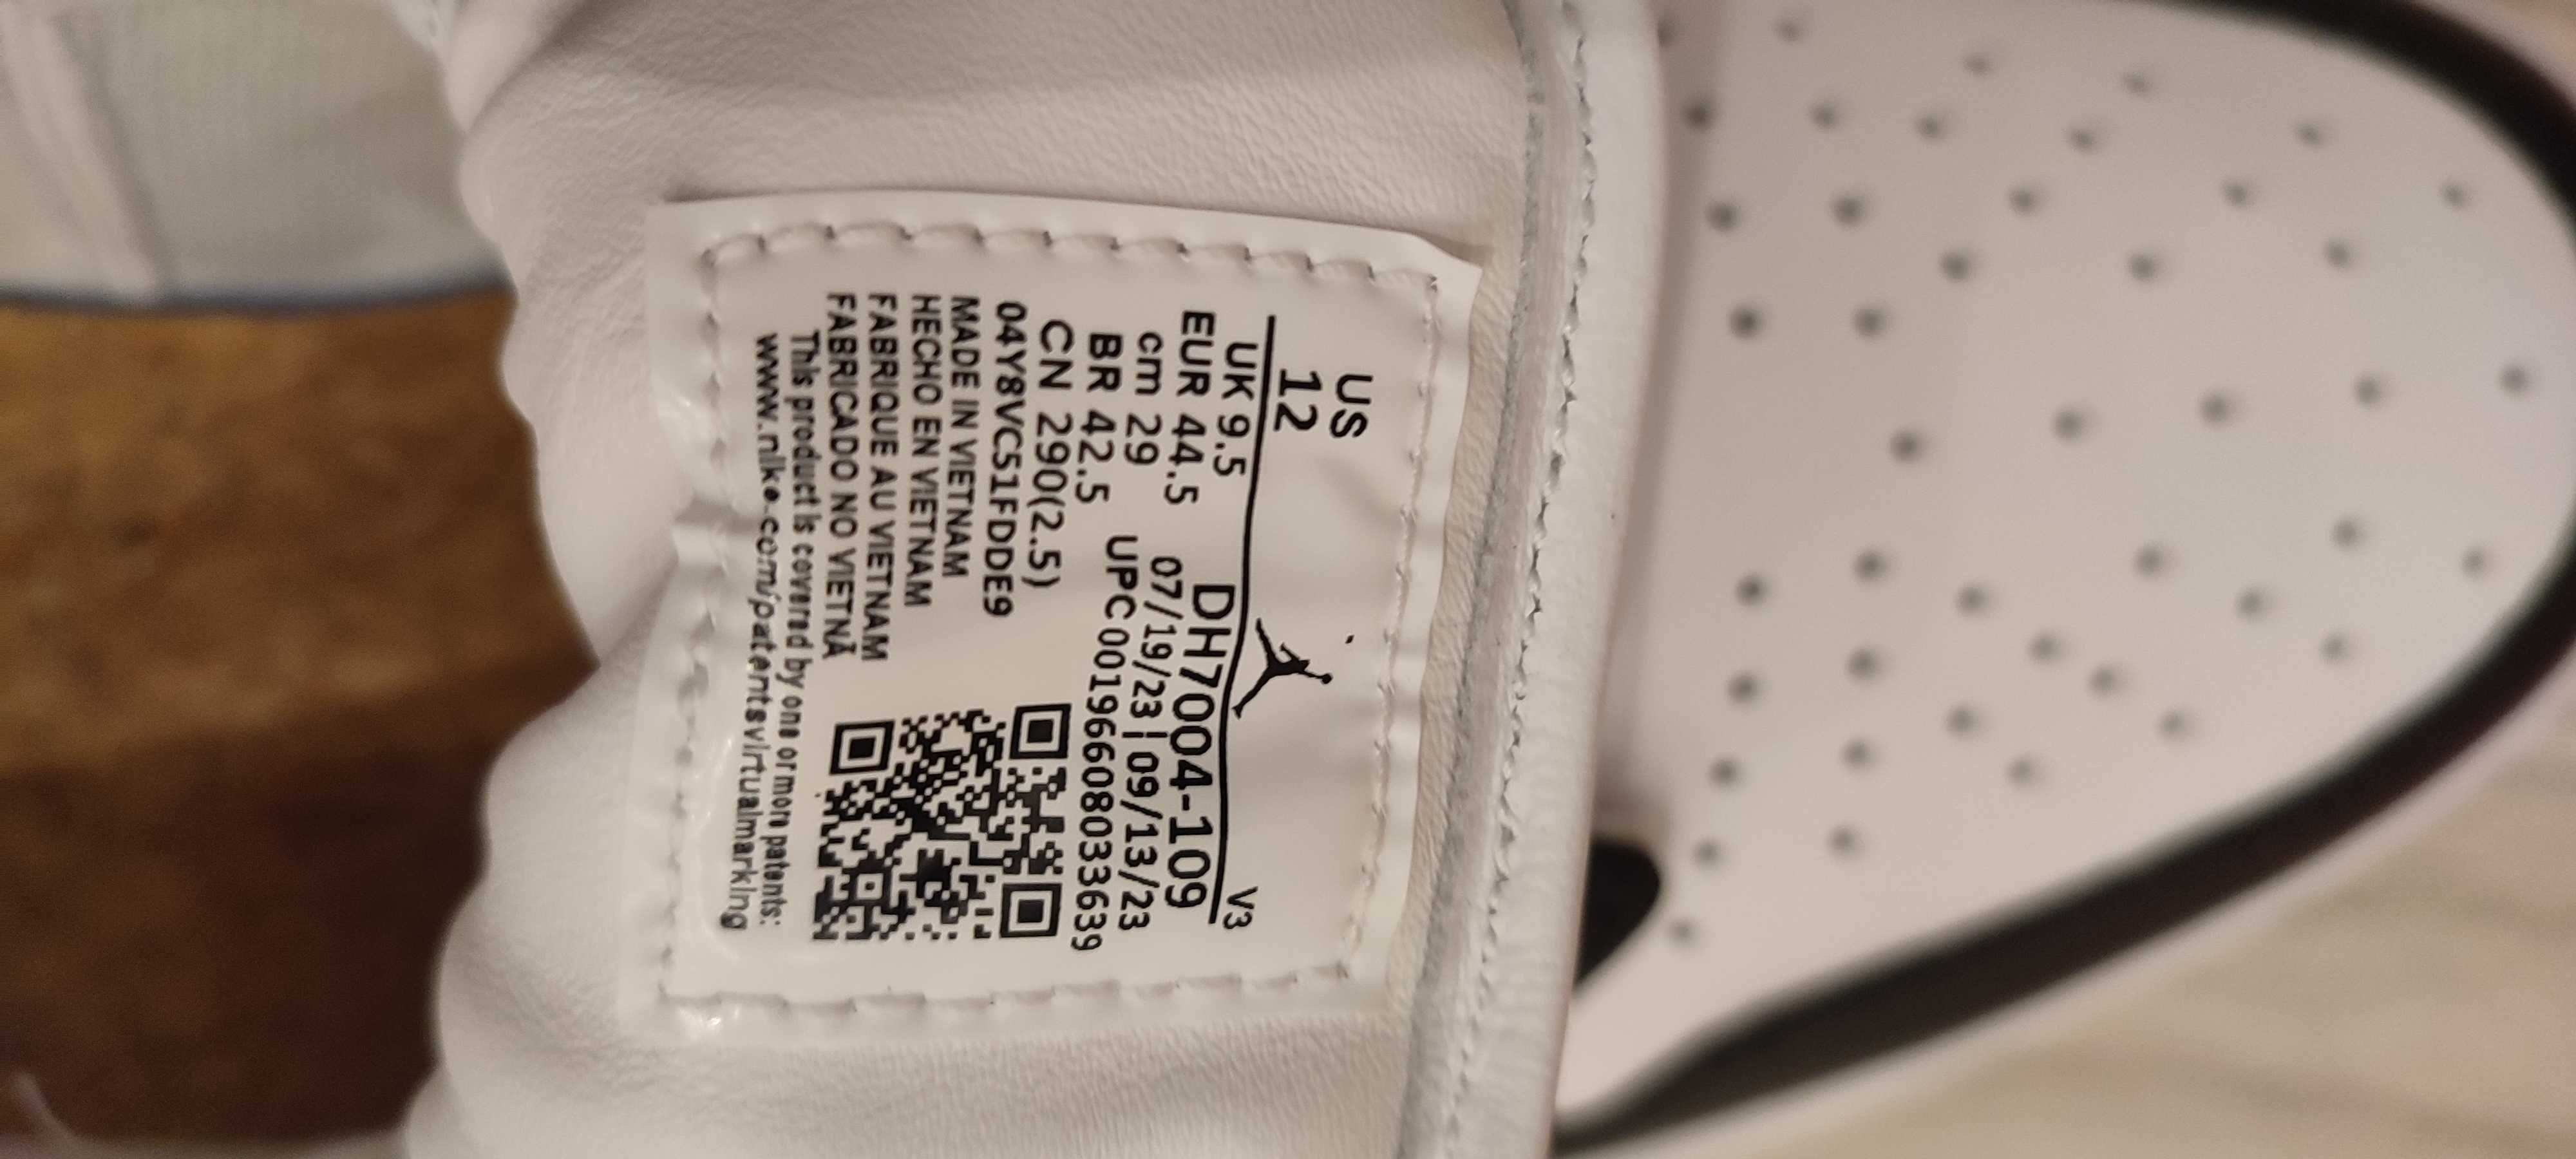 US
12
V3
UK 9.5
EUR 44.5
cm 29
BR 42.5
CN 290(2.5)
DH7004-109
07/19/23|09/13/23
UPC00196608033639
04Y8VC51FDDE9
MADE IN VIETNAM
HECHO EN VIETNAM
FABRIQUE AU VIETNAM
FABRICADO NO VIETNÃ
This product is covered by one or more patents:
www.nike.com/patentsvirtualmarking